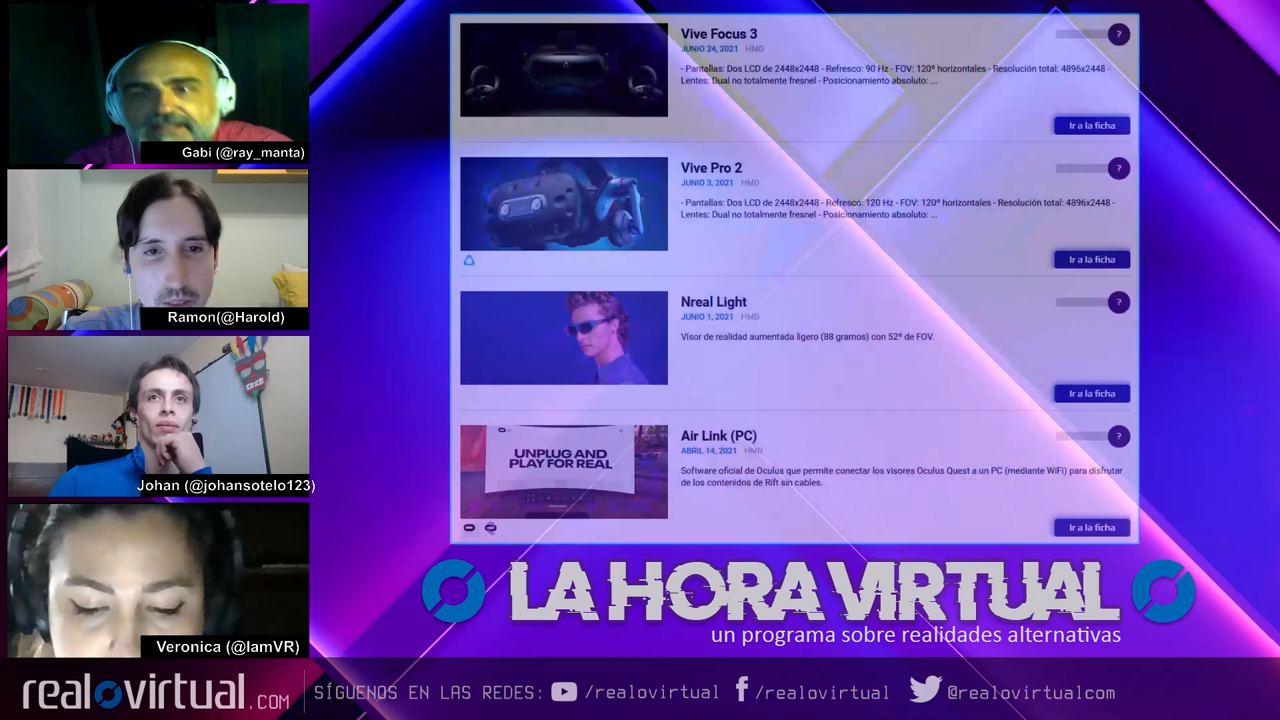 Gabi (@ray_manta)
Ramon(@Harold)
Johan (@johansotelo123)
Veronica (@IamVR)
Vive Focus 3
JUNIO 24, 2021 HMD
- Pantallas: Dos LCD de 2448x2448 - Refresco: 90 Hz - FOV: 120º horizontales - Resolución total: 4896x2448 -
Lentes: Dual no totalmente fresnel - Posicionamiento absoluto: ...
?
Ir a la ficha
Vive Pro 2
JUNIO 3, 2021 HMD
- Pantallas: Dos LCD de 2448x2448 - Refresco: 120 Hz - FOV: 120º horizontales - Resolución total: 4896x2448 -
Lentes: Dual no totalmente fresnel - Posicionamiento absoluto: ...
?
Ir a la ficha
Nreal Light
JUNIO 1, 2021 HMD
Visor de realidad aumentada ligero (88 gramos) con 52º de FOV.
?
Ir a la ficha
UNPLUG AND
PLAY FOR REAL
Air Link (PC)
ABRIL 14, 2021 HMD
Software oficial de Oculus que permite conectar los visores Oculus Quest a un PC (mediante WiFi) para disfrutar
de los contenidos de Rift sin cables.
?
Ir a la ficha
LA HORA VIRTUAL
un programa sobre realidades alternativas
realovirtual.com
SÍGUENOS EN LAS REDES: /realovirtual /realovirtual @realovirtualcom